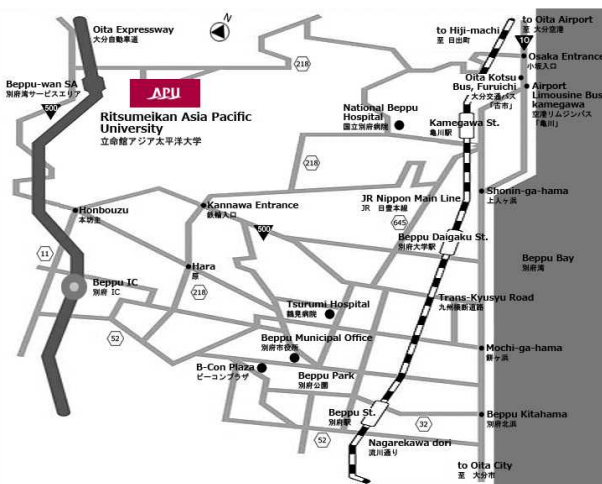 Oita Expressway
大分自動車道
N
to Hiji-machi
至 日出町
to Oita Airport
至 大分空港
10
Osaka Entrance
小坂入口
218
Oita Kotsu
Bus, Furuichi
大分交通バス
「古市」
Airport
Limousine Bus
kamegawa
空港リムジンバス
「亀川」
Beppu-wan SA
別府湾サービスエリア
500
APU
Ritsumeikan Asia Pacific
University
立命館アジア太平洋大学
National Beppu
Hospital
国立別府病院
Kamegawa St.
亀川駅
218
Shonin-ga-hama
上人ヶ浜
JR Nippon Main Line
JR 日豊本線
Kannawa Entrance
鉄輪入口
Honbouzu
本坊主
500
645
Beppu Daigaku St.
別府大学駅
11
Hara
原
Beppu Bay
別府湾
Beppu IC
別府 IC
218
Tsurumi Hospital
鶴見病院
Trans-Kyusyu Road
九州横断道路
52
Beppu Municipal Office
別府市役所
Mochi-ga-hama
餅ヶ浜
B-Con Plaza
ビーコンプラザ
Beppu Park
別府公園
Beppu St.
別府駅
32
Beppu Kitahama
別府北浜
52
Nagarekawa dori
流川通り
to Oita City
至 大分市